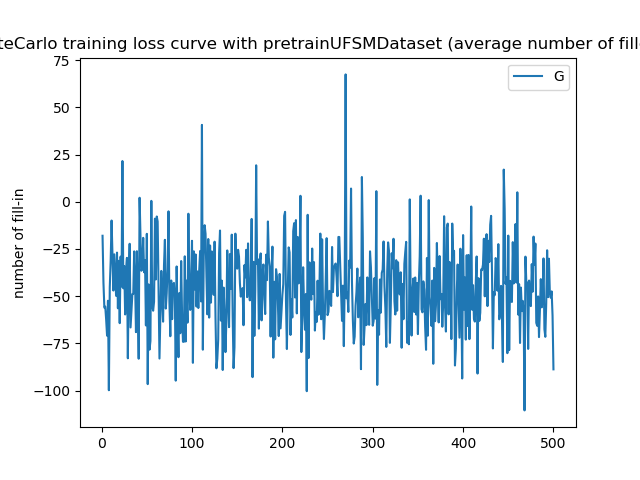 teCarlo training loss curve with pretrainUFSMDataset (average number of fill
G
number of fill-in
75
50
25
0
−25
−50
−75
−100
0 100 200 300 400 500